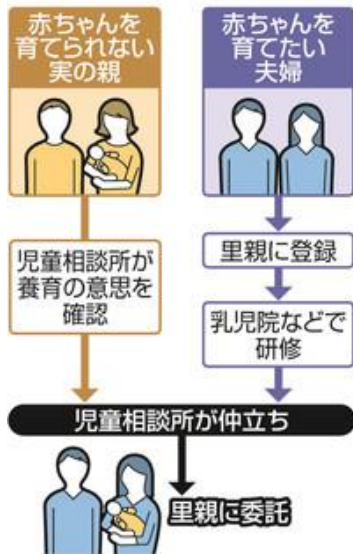 赤ちゃんを
育てられない
実の親
赤ちゃんを
育てたい
夫婦
児童相談所が
養育の意思を
確認
里親に登録
乳児院などで
研修
児童相談所が仲立ち
里親に委託